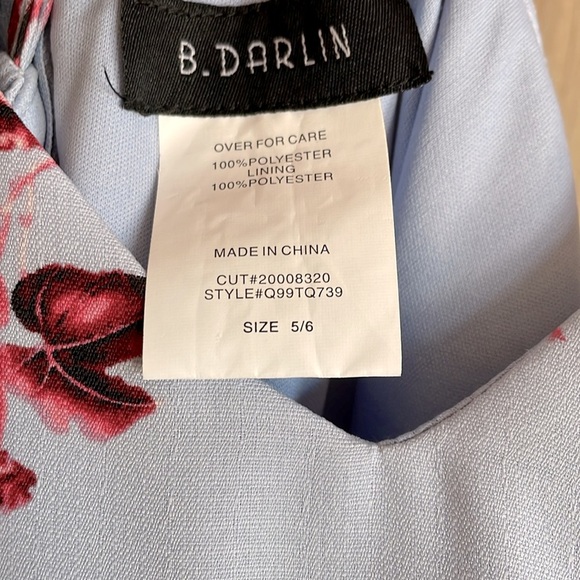 B.DARLIN
OVER FOR CARE
100%POLYESTER
LINING
100%POLYESTER
MADE IN CHINA
CUT#20008320
STYLE#Q99TQ739
SIZE 5/6